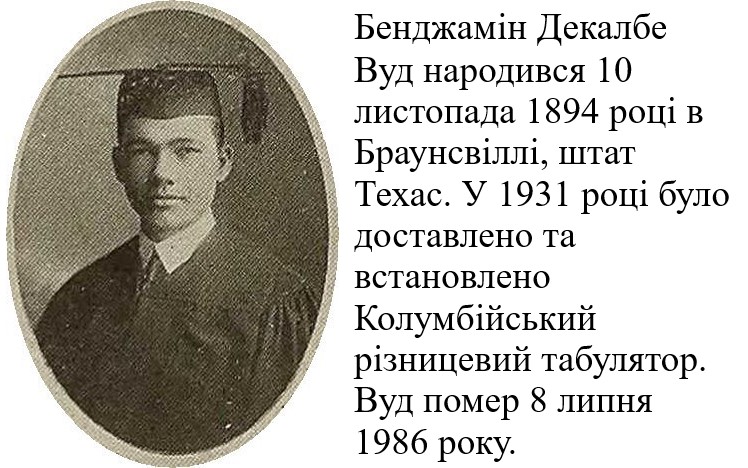 Бенджамін Декалбе
Вуд народився 10
листопада 1894 році в
Браунсвіллі, штат
Техас. У 1931 році було
доставлено та
встановлено
Колумбійський
різницевий табулятор.
Вуд помер 8 липня
1986 року.